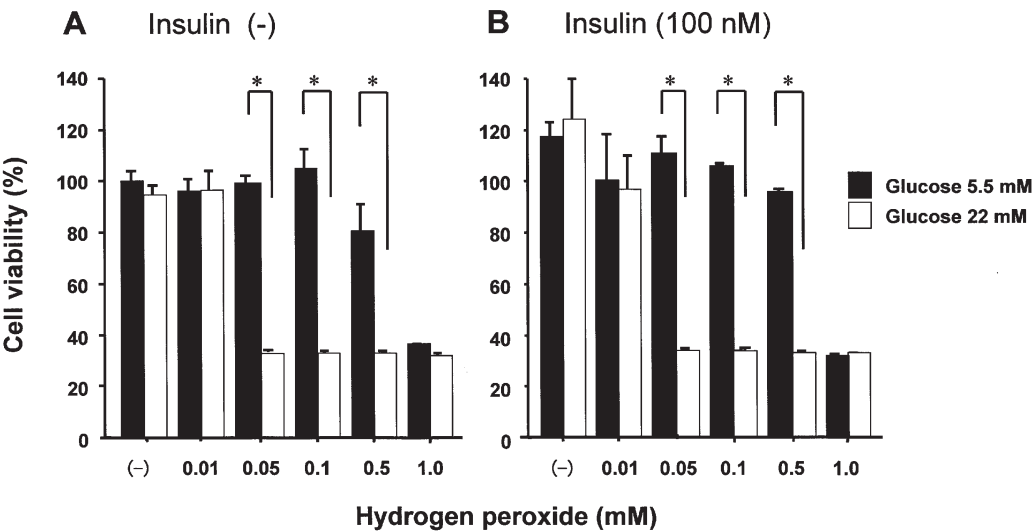 A Insulin (-)
B Insulin (100 nM)
Cell viability (%)
140
120
100
80
60
40
20
0
* * *
(−) 0.01 0.05 0.1 0.5 1.0
140
120
100
80
60
40
20
0
* * *
(−) 0.01 0.05 0.1 0.5 1.0
Glucose 5.5 mM
Glucose 22 mM
Hydrogen peroxide (mM)